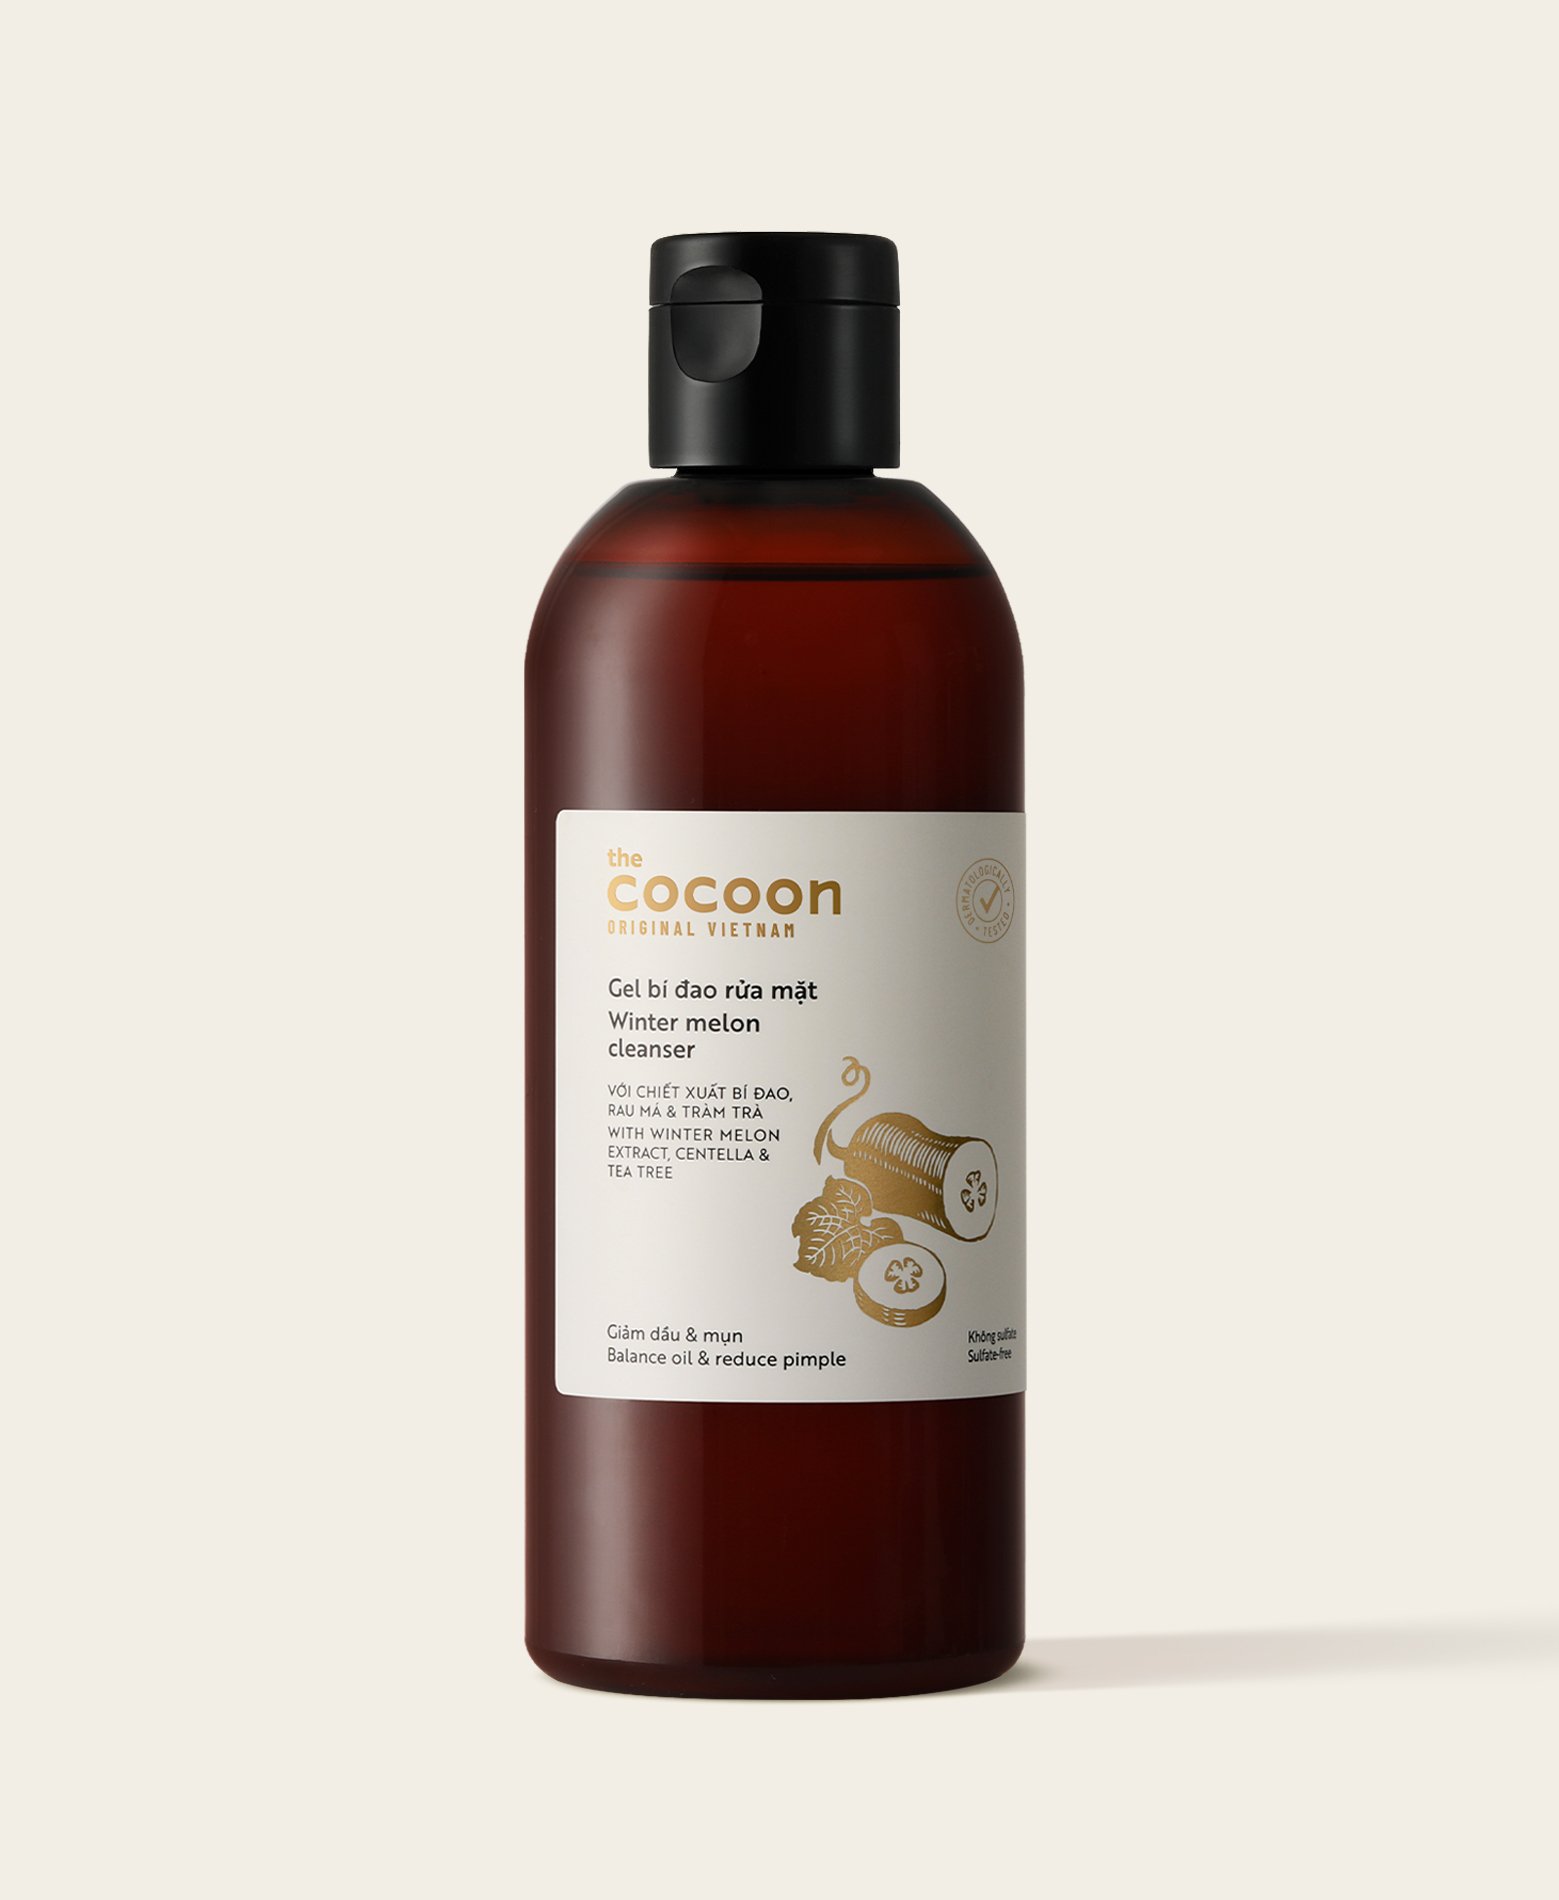 the
cocoon
ORIGINAL VIETNAM
DERMATOLOGICALLY • TESTED •
Gel bí đao rửa mặt
Winter melon
cleanser
VỚI CHIẾT XUẤT BÍ ĐAO,
RAU MÁ & TRÀM TRÀ
WITH WINTER MELON
EXTRACT, CENTELLA &
TEA TREE
Giảm dầu & mụn
Balance oil & reduce pimple
Không sulfate
Sulfate-free